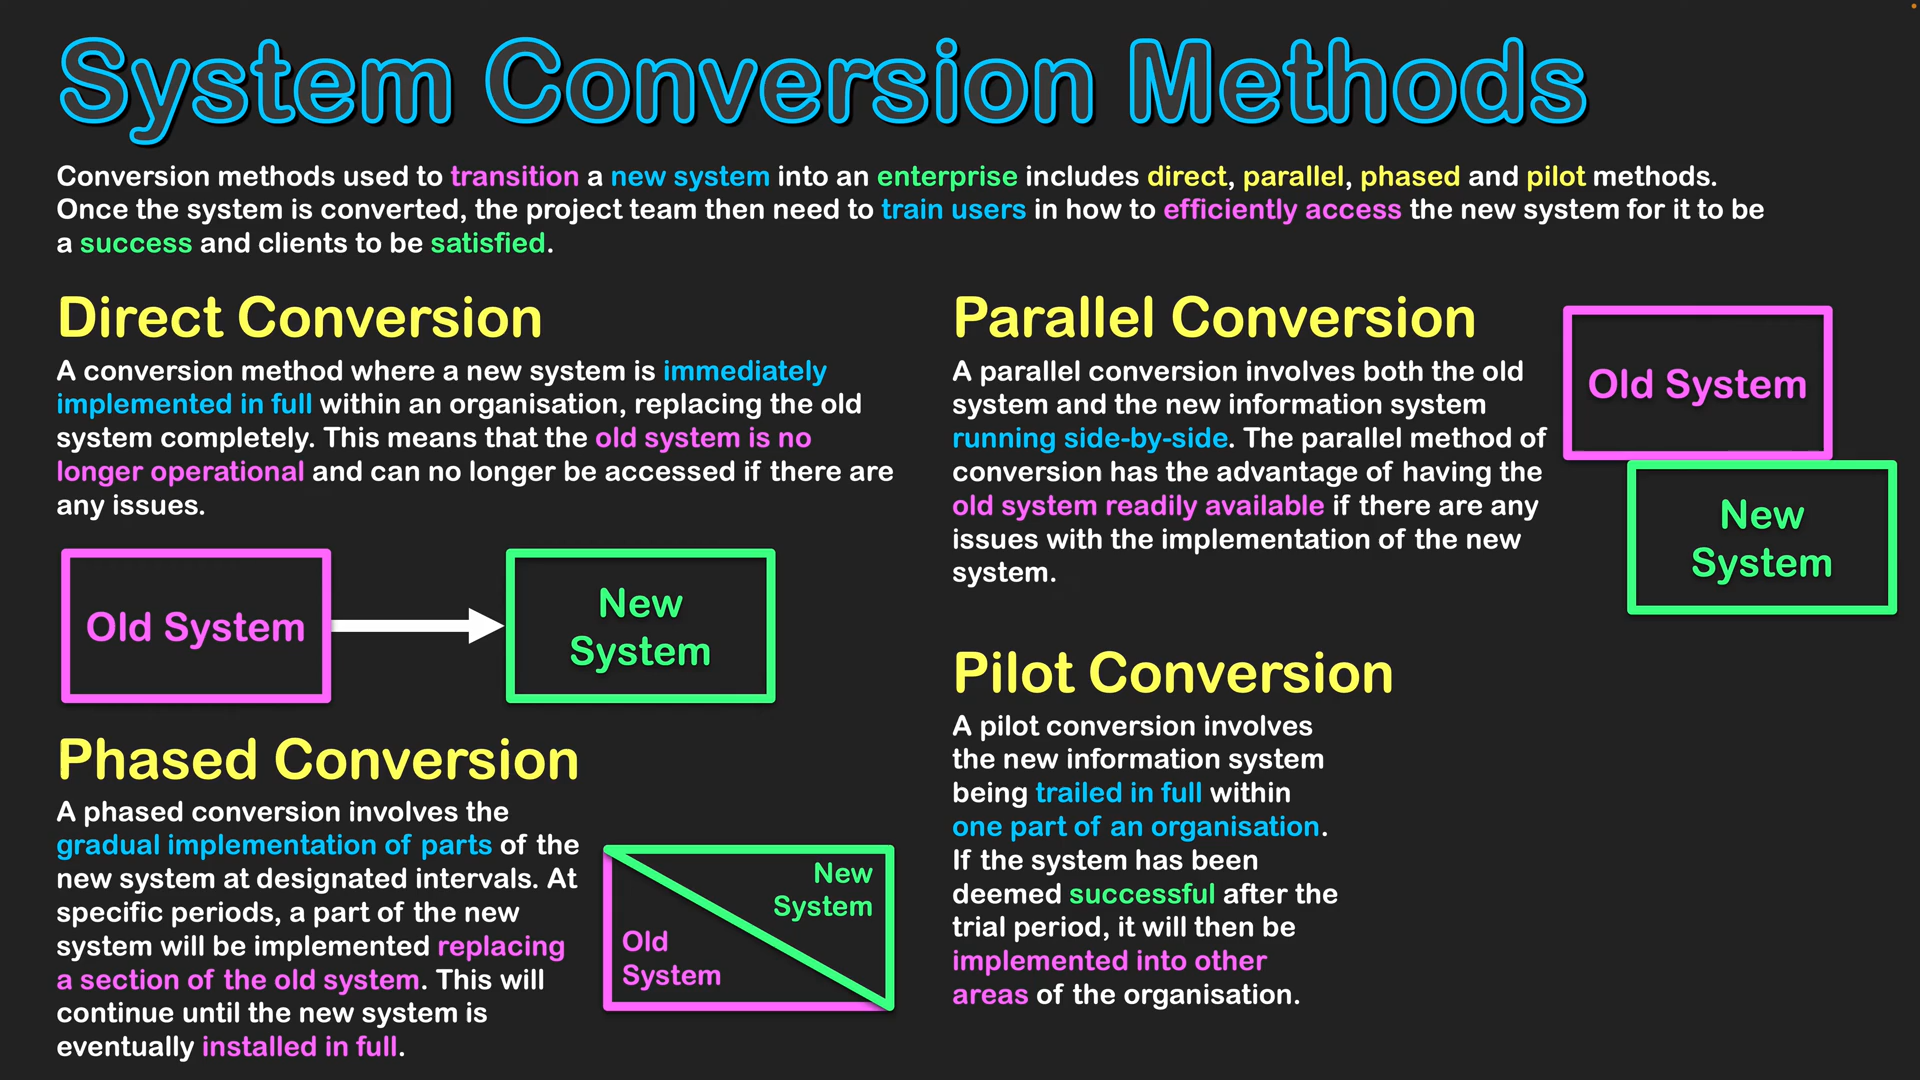 System Conversion Methods
Conversion methods used to transition a new system into an enterprise includes direct, parallel, phased and pilot methods.
Once the system is converted, the project team then need to train users in how to efficiently access the new system for it to be
a success and clients to be satisfied.
Direct Conversion
A conversion method where a new system is immediately
implemented in full within an organisation, replacing the old
system completely. This means that the old system is no
longer operational and can no longer be accessed if there are
any issues.
Old System
New
System
Phased Conversion
A phased conversion involves the
gradual implementation of parts of the
new system at designated intervals. At
specific periods, a part of the new
system will be implemented replacing
a section of the old system. This will
continue until the new system is
eventually installed in full.
New
System
Old
System
Parallel Conversion
A parallel conversion involves both the old
system and the new information system
running side-by-side. The parallel method of
conversion has the advantage of having the
old system readily available if there are any
issues with the implementation of the new
system.
Old System
New
System
Pilot Conversion
A pilot conversion involves
the new information system
being trailed in full within
one part of an organisation.
If the system has been
deemed successful after the
trial period, it will then be
implemented into other
areas of the organisation.